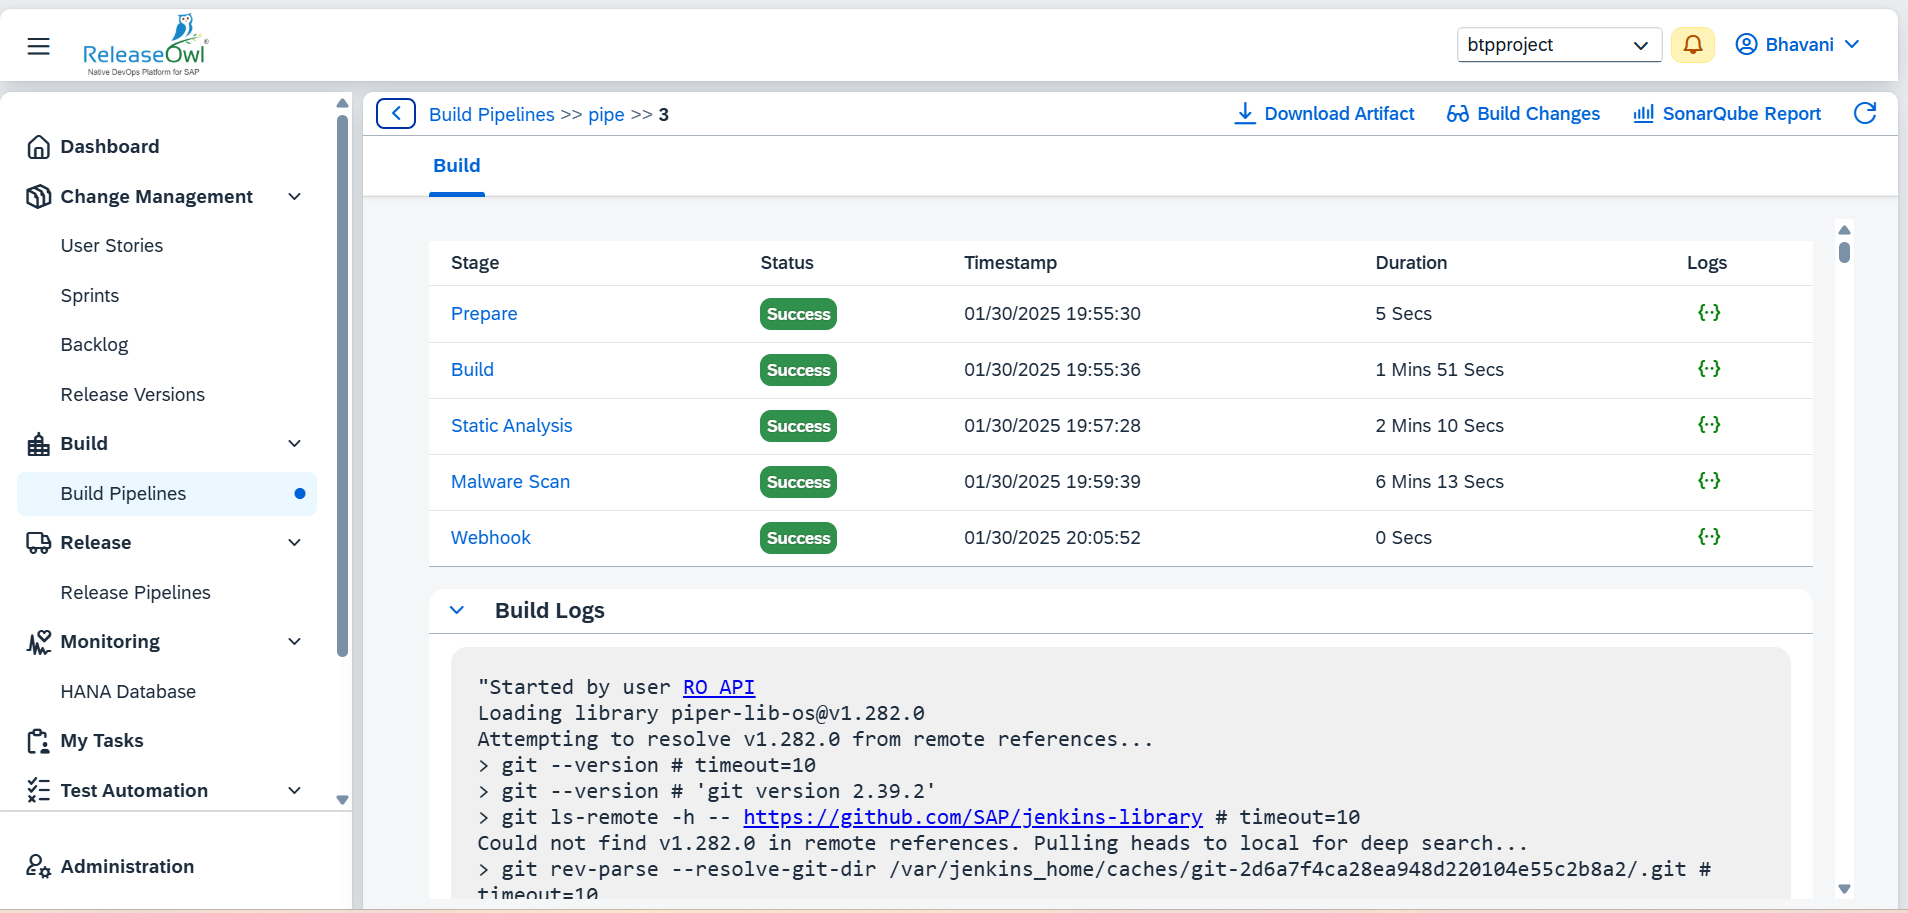 ReleaseOwl®
Native DevOps Platform for SAP
btpproject
Bhavani
Dashboard
Change Management
User Stories
Sprints
Backlog
Release Versions
Build
Build Pipelines
Release
Release Pipelines
Monitoring
HANA Database
My Tasks
Test Automation
Administration
Build Pipelines >> pipe >> 3
Download Artifact Build Changes SonarQube Report
Build
Stage Status Timestamp Duration Logs
Prepare Success 01/30/2025 19:55:30 5 Secs
Build Success 01/30/2025 19:55:36 1 Mins 51 Secs
Static Analysis Success 01/30/2025 19:57:28 2 Mins 10 Secs
Malware Scan Success 01/30/2025 19:59:39 6 Mins 13 Secs
Webhook Success 01/30/2025 20:05:52 0 Secs
Build Logs
"Started by user RO API
Loading library piper-lib-os@v1.282.0
Attempting to resolve v1.282.0 from remote references...
> git --version # timeout=10
> git --version # 'git version 2.39.2'
> git ls-remote -h -- https://github.com/SAP/jenkins-library # timeout=10
Could not find v1.282.0 in remote references. Pulling heads to local for deep search...
> git rev-parse --resolve-git-dir /var/jenkins_home/caches/git-2d6a7f4ca28ea948d220104e55c2b8a2/.git #
timeout=10